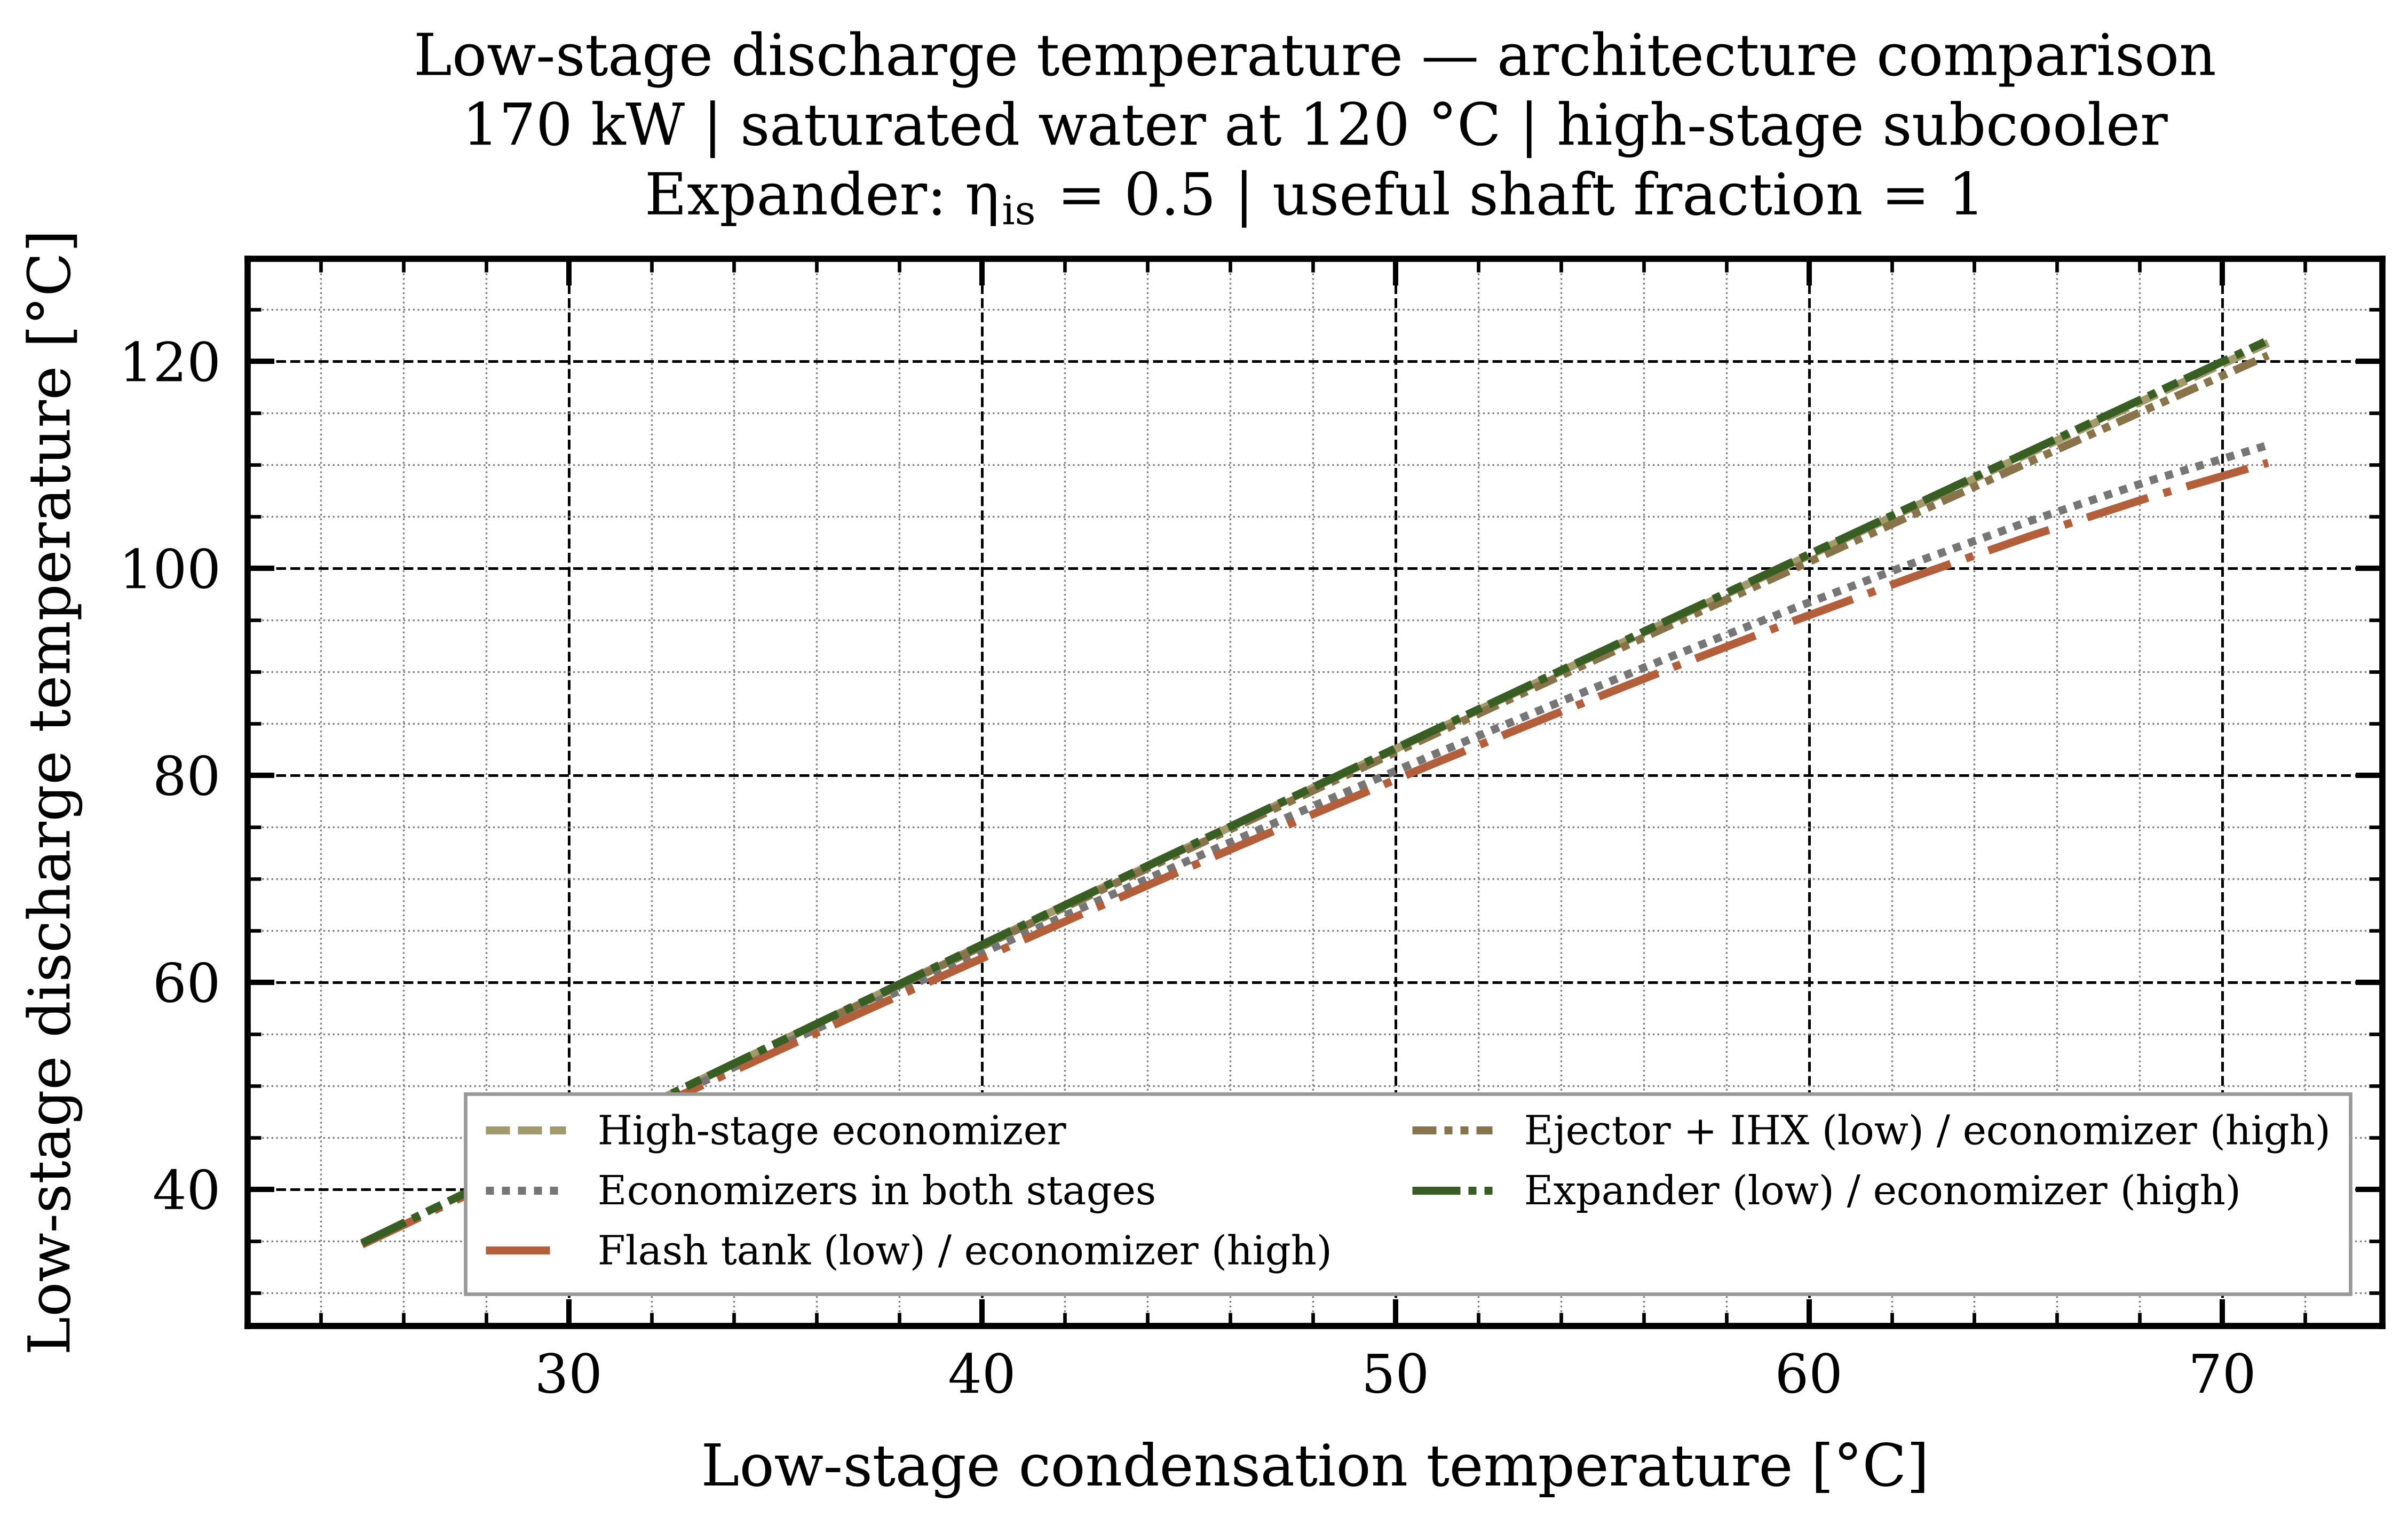 Low-stage discharge temperature — architecture comparison
170 kW | saturated water at 120 °C | high-stage subcooler
Expander: ηis = 0.5 | useful shaft fraction = 1
Low-stage discharge temperature [°C]
120
100
80
60
40
High-stage economizer
Economizers in both stages
Flash tank (low) / economizer (high)
Ejector + IHX (low) / economizer (high)
Expander (low) / economizer (high)
30 40 50 60 70
Low-stage condensation temperature [°C]